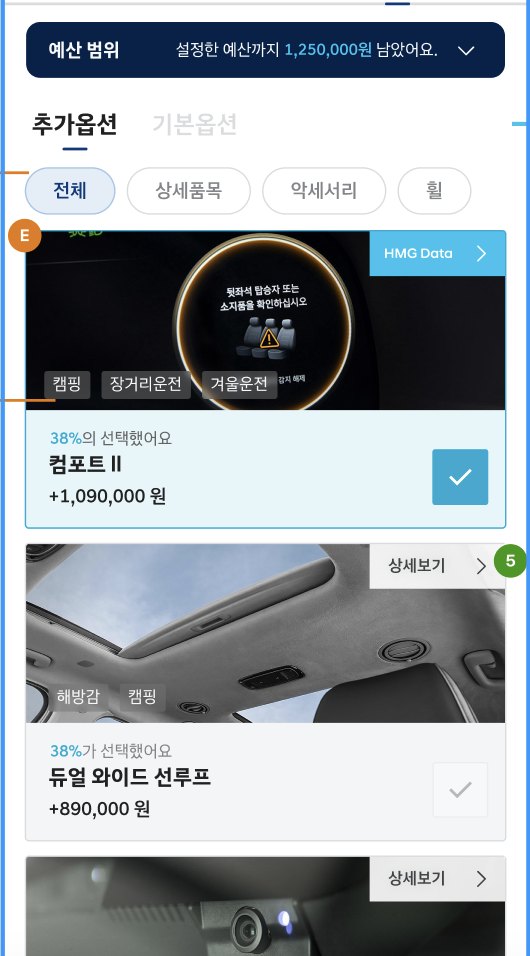 예산 범위
설정한 예산까지 1,250,000원 남았어요.
추가옵션 기본옵션
전체 상세품목 악세서리 휠
E
HMG Data
뒷좌석 탑승자 또는
소지품을 확인하십시오
감지 해제
캠핑 장거리운전 겨울운전
38%의 선택했어요
컴포트 II
+1,090,000 원
상세보기
5
해방감 캠핑
38%가 선택했어요
듀얼 와이드 선루프
+890,000 원
상세보기